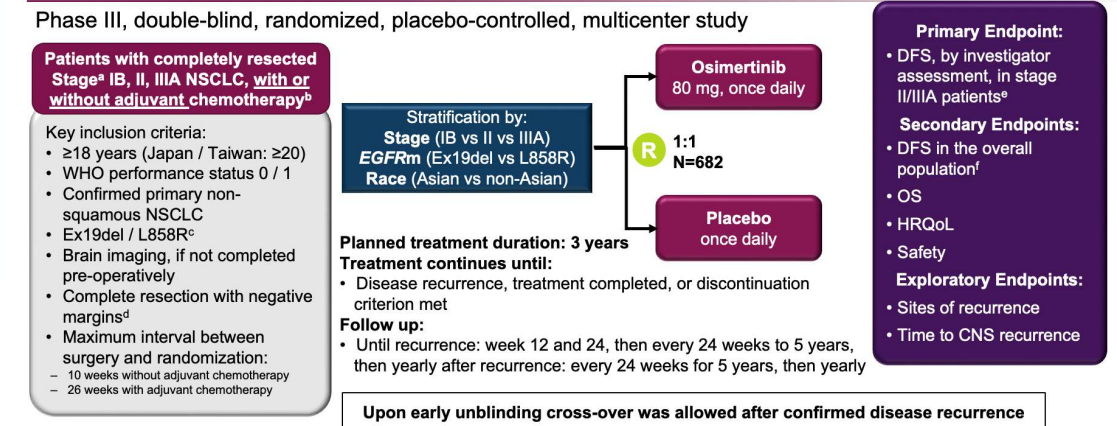 Phase III, double-blind, randomized, placebo-controlled, multicenter study
Patients with completely resected
Stageᵃ IB, II, IIIA NSCLC, with or
without adjuvant chemotherapyᵇ
Key inclusion criteria:
• ≥18 years (Japan / Taiwan: ≥20)
• WHO performance status 0 / 1
• Confirmed primary non-
squamous NSCLC
• Ex19del / L858Rᶜ
• Brain imaging, if not completed
pre-operatively
• Complete resection with negative
marginsᵈ
• Maximum interval between
surgery and randomization:
– 10 weeks without adjuvant chemotherapy
– 26 weeks with adjuvant chemotherapy
Stratification by:
Stage (IB vs II vs IIIA)
EGFRm (Ex19del vs L858R)
Race (Asian vs non-Asian)
R
1:1
N=682
Osimertinib
80 mg, once daily
Placebo
once daily
Planned treatment duration: 3 years
Treatment continues until:
• Disease recurrence, treatment completed, or discontinuation
criterion met
Follow up:
• Until recurrence: week 12 and 24, then every 24 weeks to 5 years,
then yearly after recurrence: every 24 weeks for 5 years, then yearly
Upon early unblinding cross-over was allowed after confirmed disease recurrence
Primary Endpoint:
• DFS, by investigator
assessment, in stage
II/IIIA patientsᵉ
Secondary Endpoints:
• DFS in the overall
populationᶠ
• OS
• HRQoL
• Safety
Exploratory Endpoints:
• Sites of recurrence
• Time to CNS recurrence